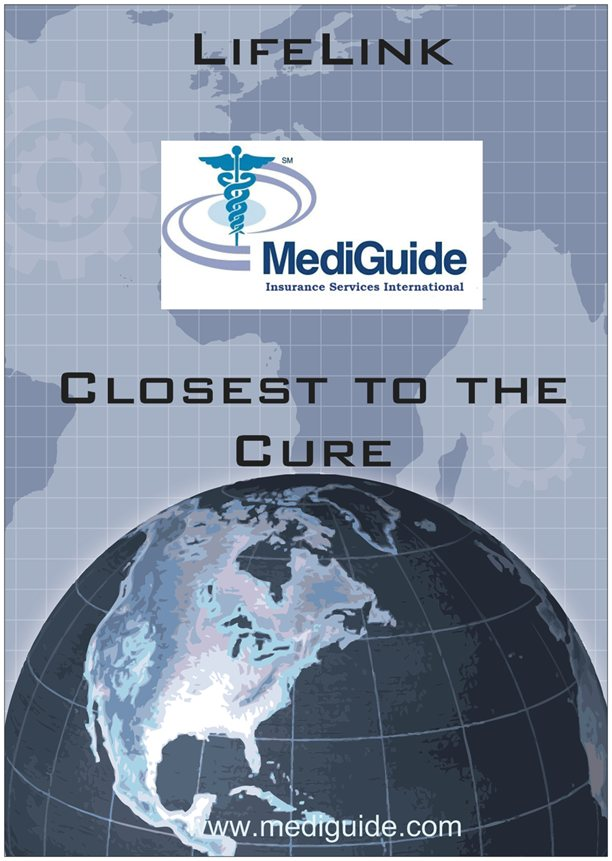 LIFELINK
SM
MediGuide
Insurance Services International
CLOSEST TO THE
CURE
www.mediguide.com